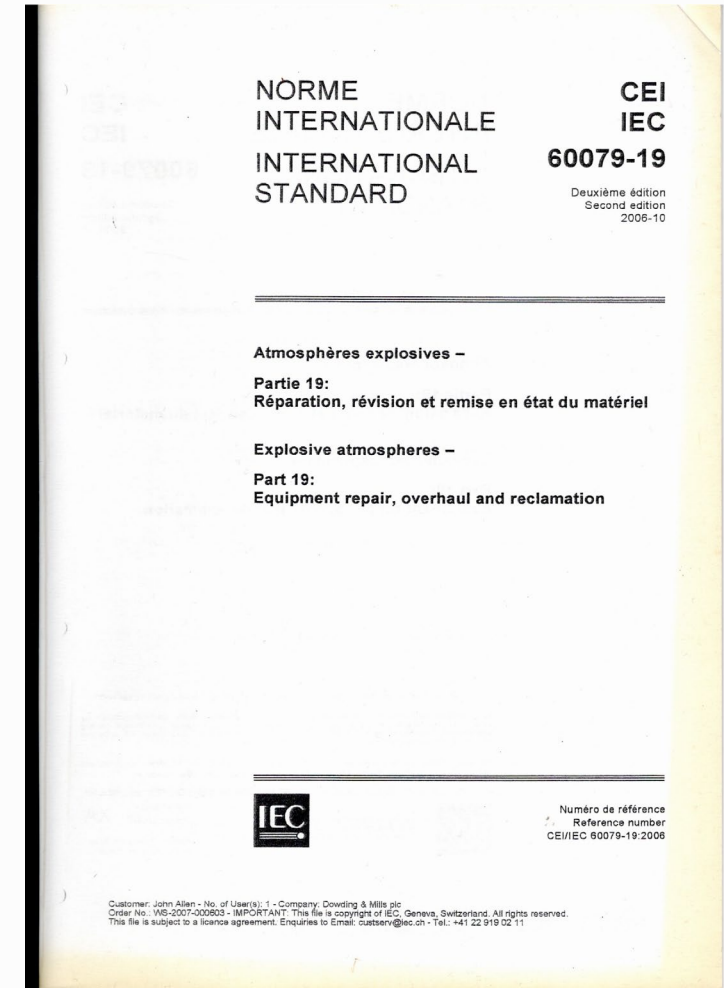 NORME
INTERNATIONALE
INTERNATIONAL
STANDARD
CEI
IEC
60079-19
Deuxième édition
Second edition
2006-10
Atmosphères explosives –
Partie 19:
Réparation, révision et remise en état du matériel
Explosive atmospheres –
Part 19:
Equipment repair, overhaul and reclamation
IEC
Numéro de référence
Reference number
CEI/IEC 60079-19:2006
Customer: John Allen - No. of User(s): 1 - Company: Dowding & Mills plc
Order No.: WS-2007-000603 - IMPORTANT: This file is copyright of IEC, Geneva, Switzerland. All rights reserved.
This file is subject to a licence agreement. Enquiries to Email: custserv@iec.ch - Tel.: +41 22 919 02 11